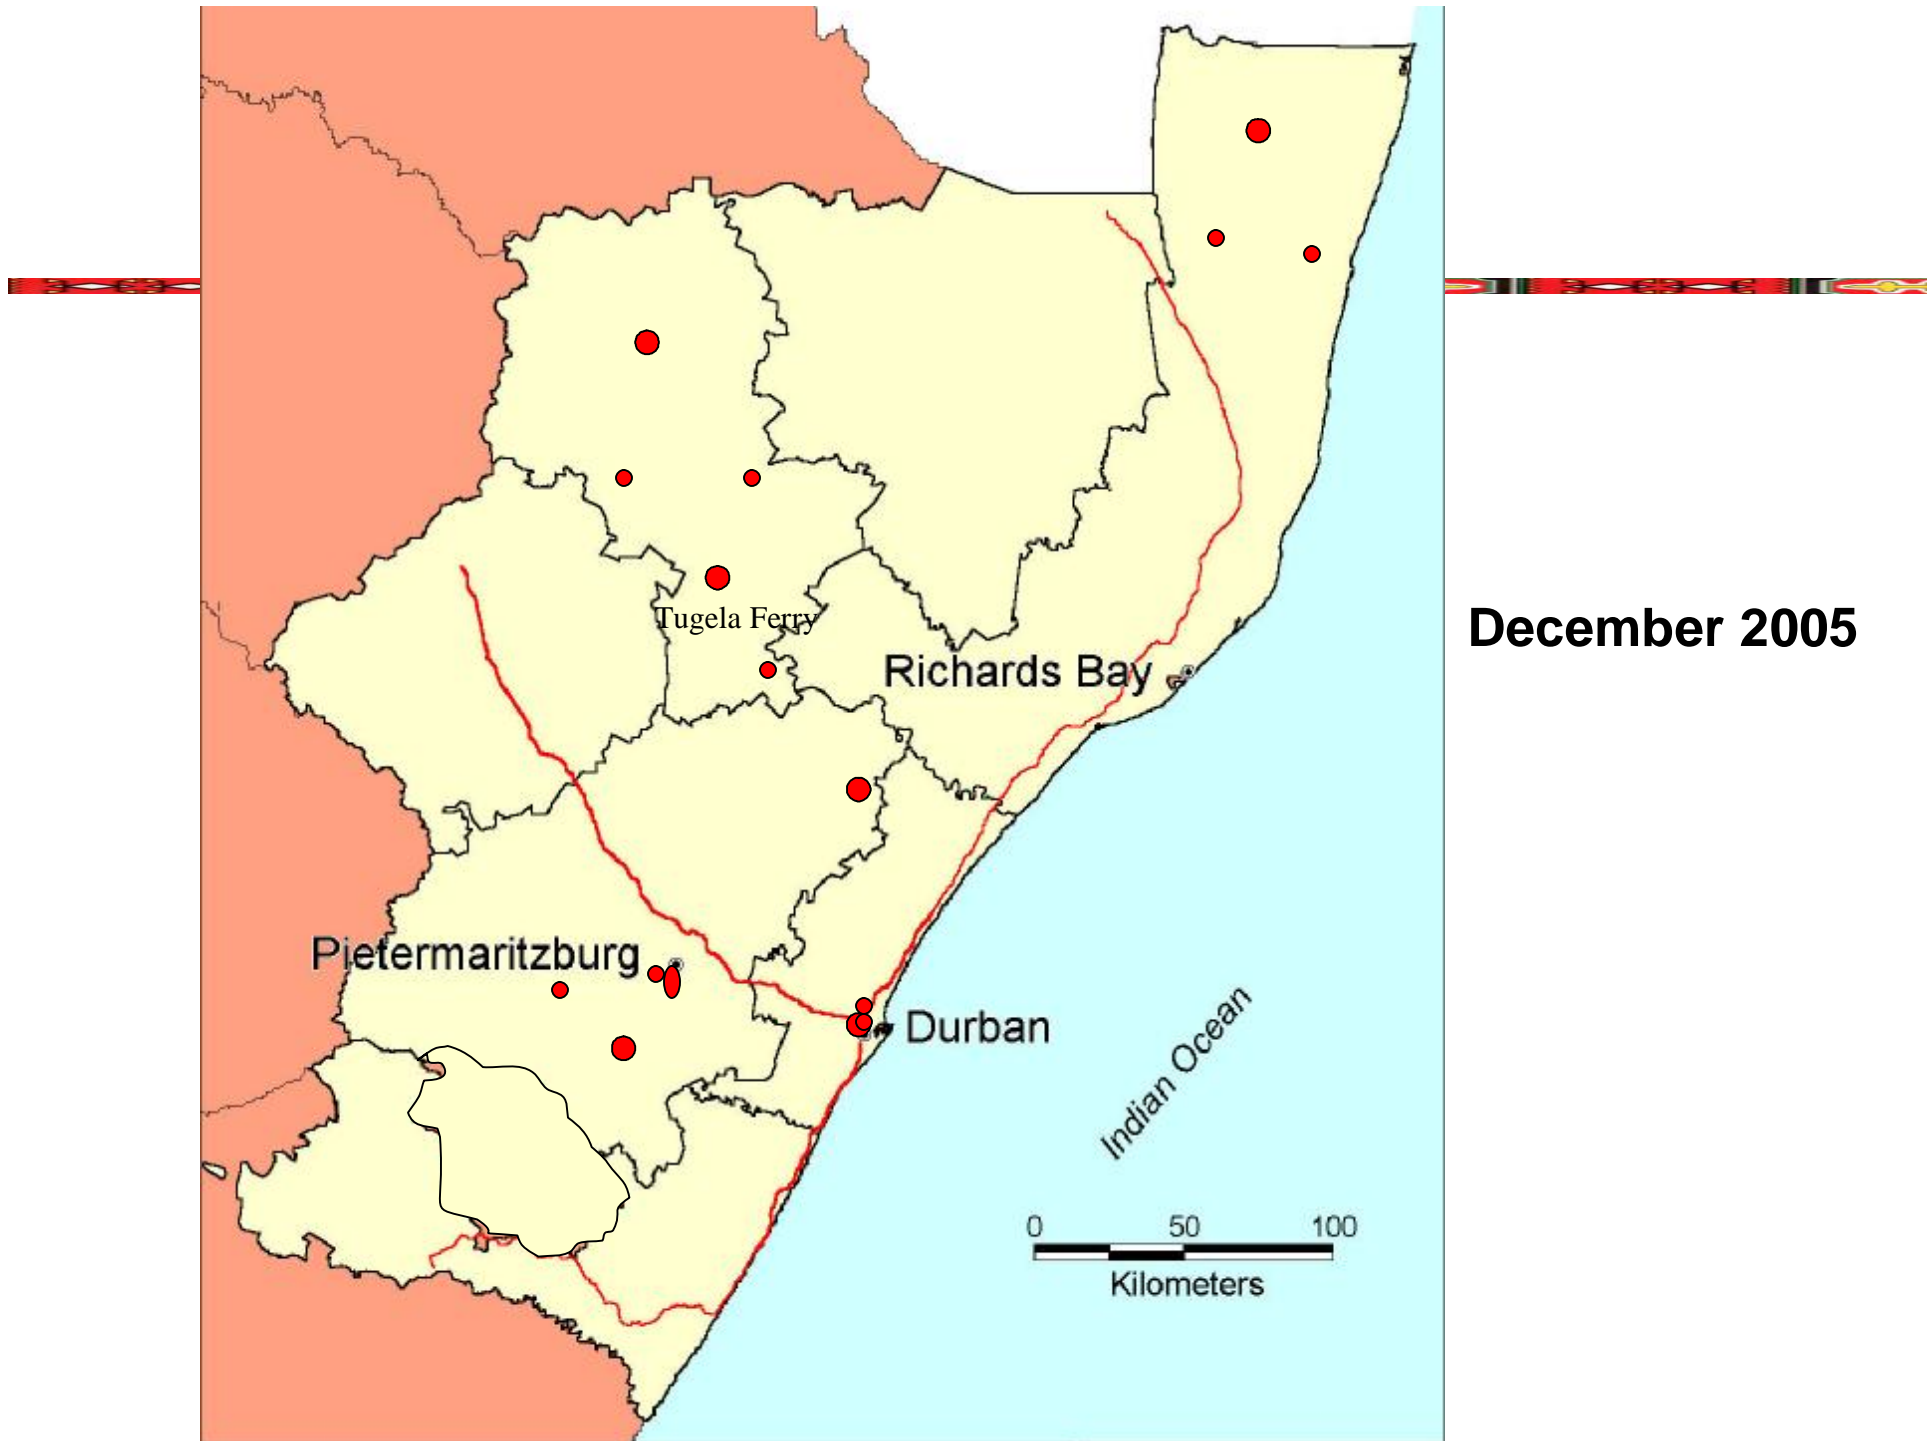 Tugela Ferry
December 2005
Richards Bay
Pietermaritzburg
Durban
Indian Ocean
0 50 100
Kilometers